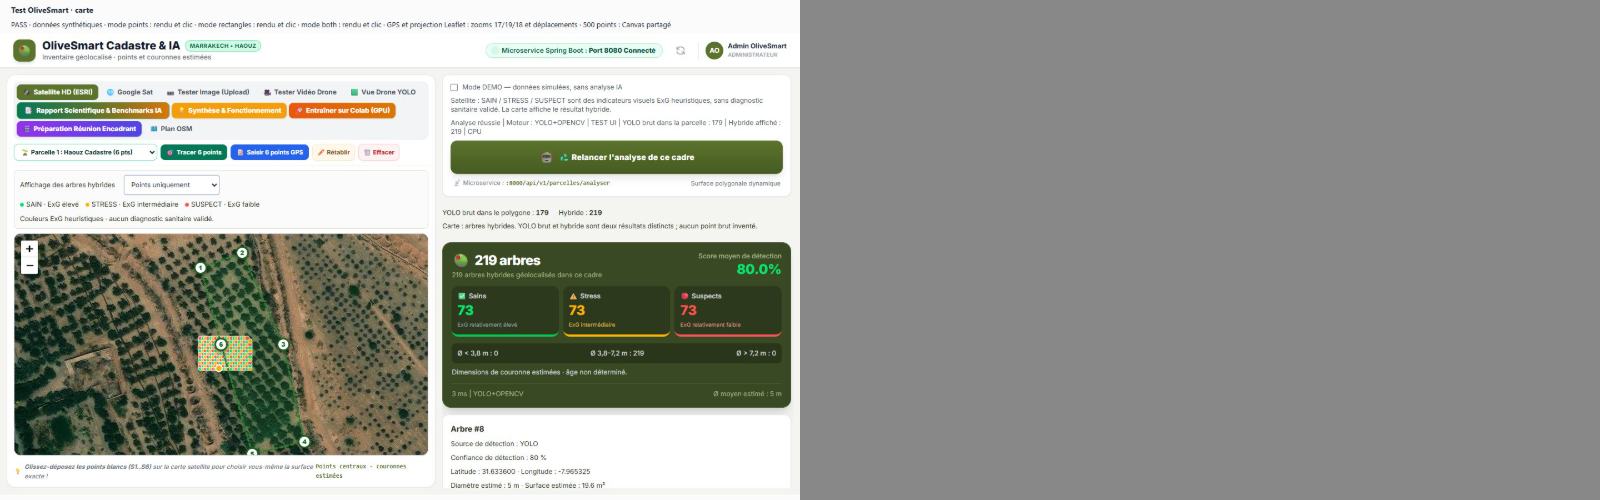 Test OliveSmart · carte
PASS · données synthétiques · mode points : rendu et clic · mode rectangles : rendu et clic · mode both : rendu et clic · GPS et projection Leaflet : zooms 17/19/18 et déplacements · 500 points : Canvas partagé
OliveSmart Cadastre & IA MARRAKECH • HAOUZ
Inventaire géolocalisé · points et couronnes estimées
Microservice Spring Boot : Port 8080 Connecté
AO Admin OliveSmart
ADMINISTRATEUR
Satellite HD (ESRI) Google Sat Tester Image (Upload) Tester Vidéo Drone Vue Drone YOLO
Rapport Scientifique & Benchmarks IA Synthèse & Fonctionnement Entraîner sur Colab (GPU)
Préparation Réunion Encadrant Plan OSM
Parcelle 1 : Haouz Cadastre (6 pts) Tracer 6 points Saisir 6 points GPS Rétablir Effacer
Affichage des arbres hybrides Points uniquement
SAIN · ExG élevé STRESS · ExG intermédiaire SUSPECT · ExG faible
Couleurs ExG heuristiques · aucun diagnostic sanitaire validé.
+
−
1
2
3
4
5
6
Glissez-déposez les points blancs (S1..S6) sur la carte satellite pour choisir vous-même la surface exacte !
Points centraux · couronnes estimées
Mode DEMO — données simulées, sans analyse IA
Satellite : SAIN / STRESS / SUSPECT sont des indicateurs visuels ExG heuristiques, sans diagnostic
sanitaire validé. La carte affiche le résultat hybride.
Analyse réussie | Moteur : YOLO+OPENCV | TEST UI | YOLO brut dans la parcelle : 179 | Hybride affiché :
219 | CPU
Relancer l'analyse de ce cadre
Microservice : :8000/api/v1/parcelles/analyser Surface polygonale dynamique
YOLO brut dans le polygone : 179 Hybride : 219
Carte : arbres hybrides. YOLO brut et hybride sont deux résultats distincts ; aucun point brut inventé.
219 arbres
219 arbres hybrides géolocalisés dans ce cadre
Score moyen de détection
80.0%
Sains
73
ExG relativement élevé
Stress
73
ExG intermédiaire
Suspects
73
ExG relativement faible
Ø < 3,8 m : 0 Ø 3,8-7,2 m : 219 Ø > 7,2 m : 0
Dimensions de couronne estimées · âge non déterminé.
3 ms | YOLO+OPENCV Ø moyen estimé : 5 m
Arbre #8
Source de détection : YOLO
Confiance de détection : 80 %
Latitude : 31.633600 · Longitude : -7.965325
Diamètre estimé : 5 m · Surface estimée : 19.6 m²